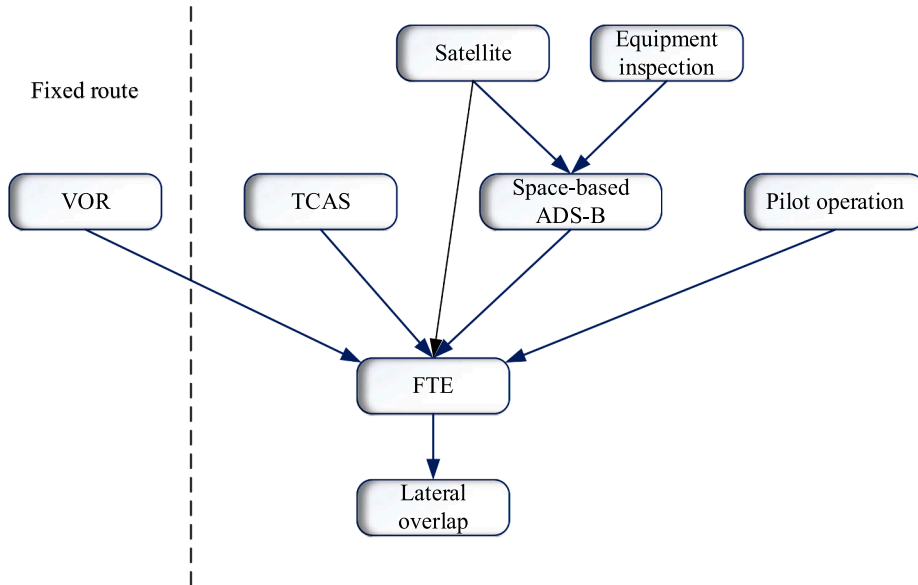 Satellite
Equipment
inspection
Fixed route
VOR
TCAS
Space-based
ADS-B
Pilot operation
FTE
Lateral
overlap